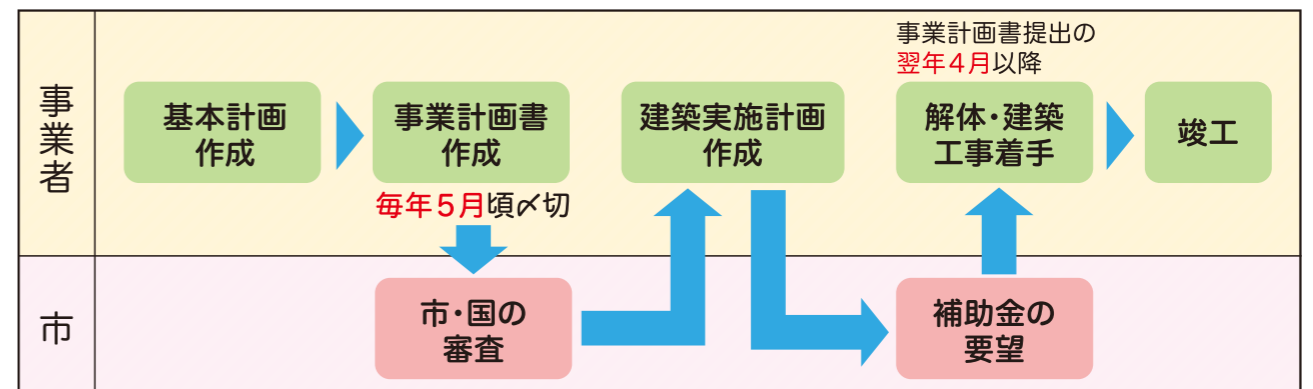 事業者
基本計画
作成
事業計画書
作成
毎年5月頃〆切
建築実施計画
作成
事業計画書提出の
翌年4月以降
解体・建築
工事着手
竣工
市
市・国の
審査
補助金の
要望